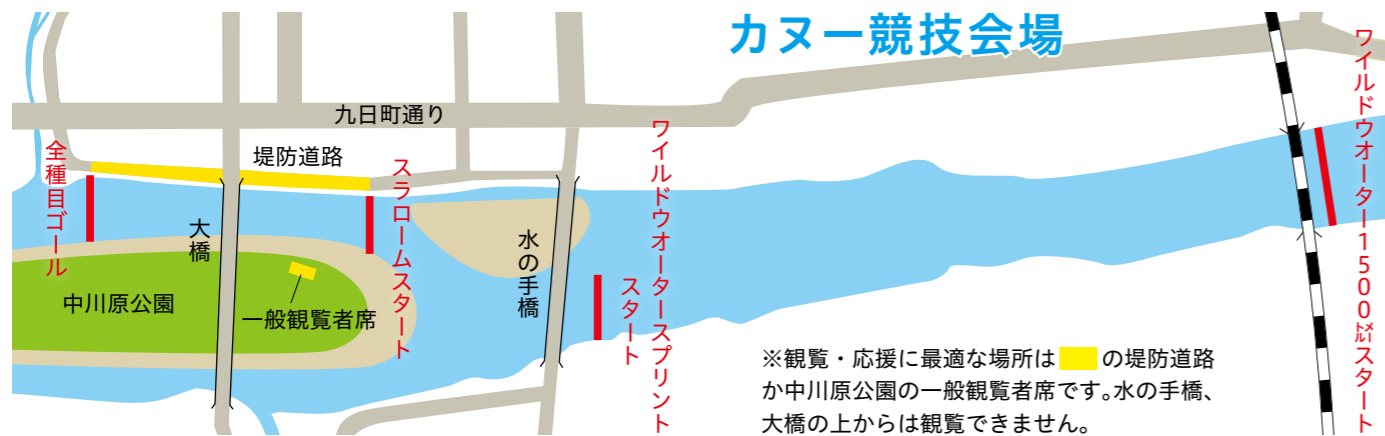 カヌー競技会場
九日町通り
堤防道路
全種目ゴール
スラロームスタート
大橋
水の手橋
ワイルドウオータースプリント
スタート
ワイルドウオーター1500㍍スタート
中川原公園
一般観覧者席
※観覧・応援に最適な場所は の堤防道路
か中川原公園の一般観覧者席です。水の手橋、
大橋の上からは観覧できません。